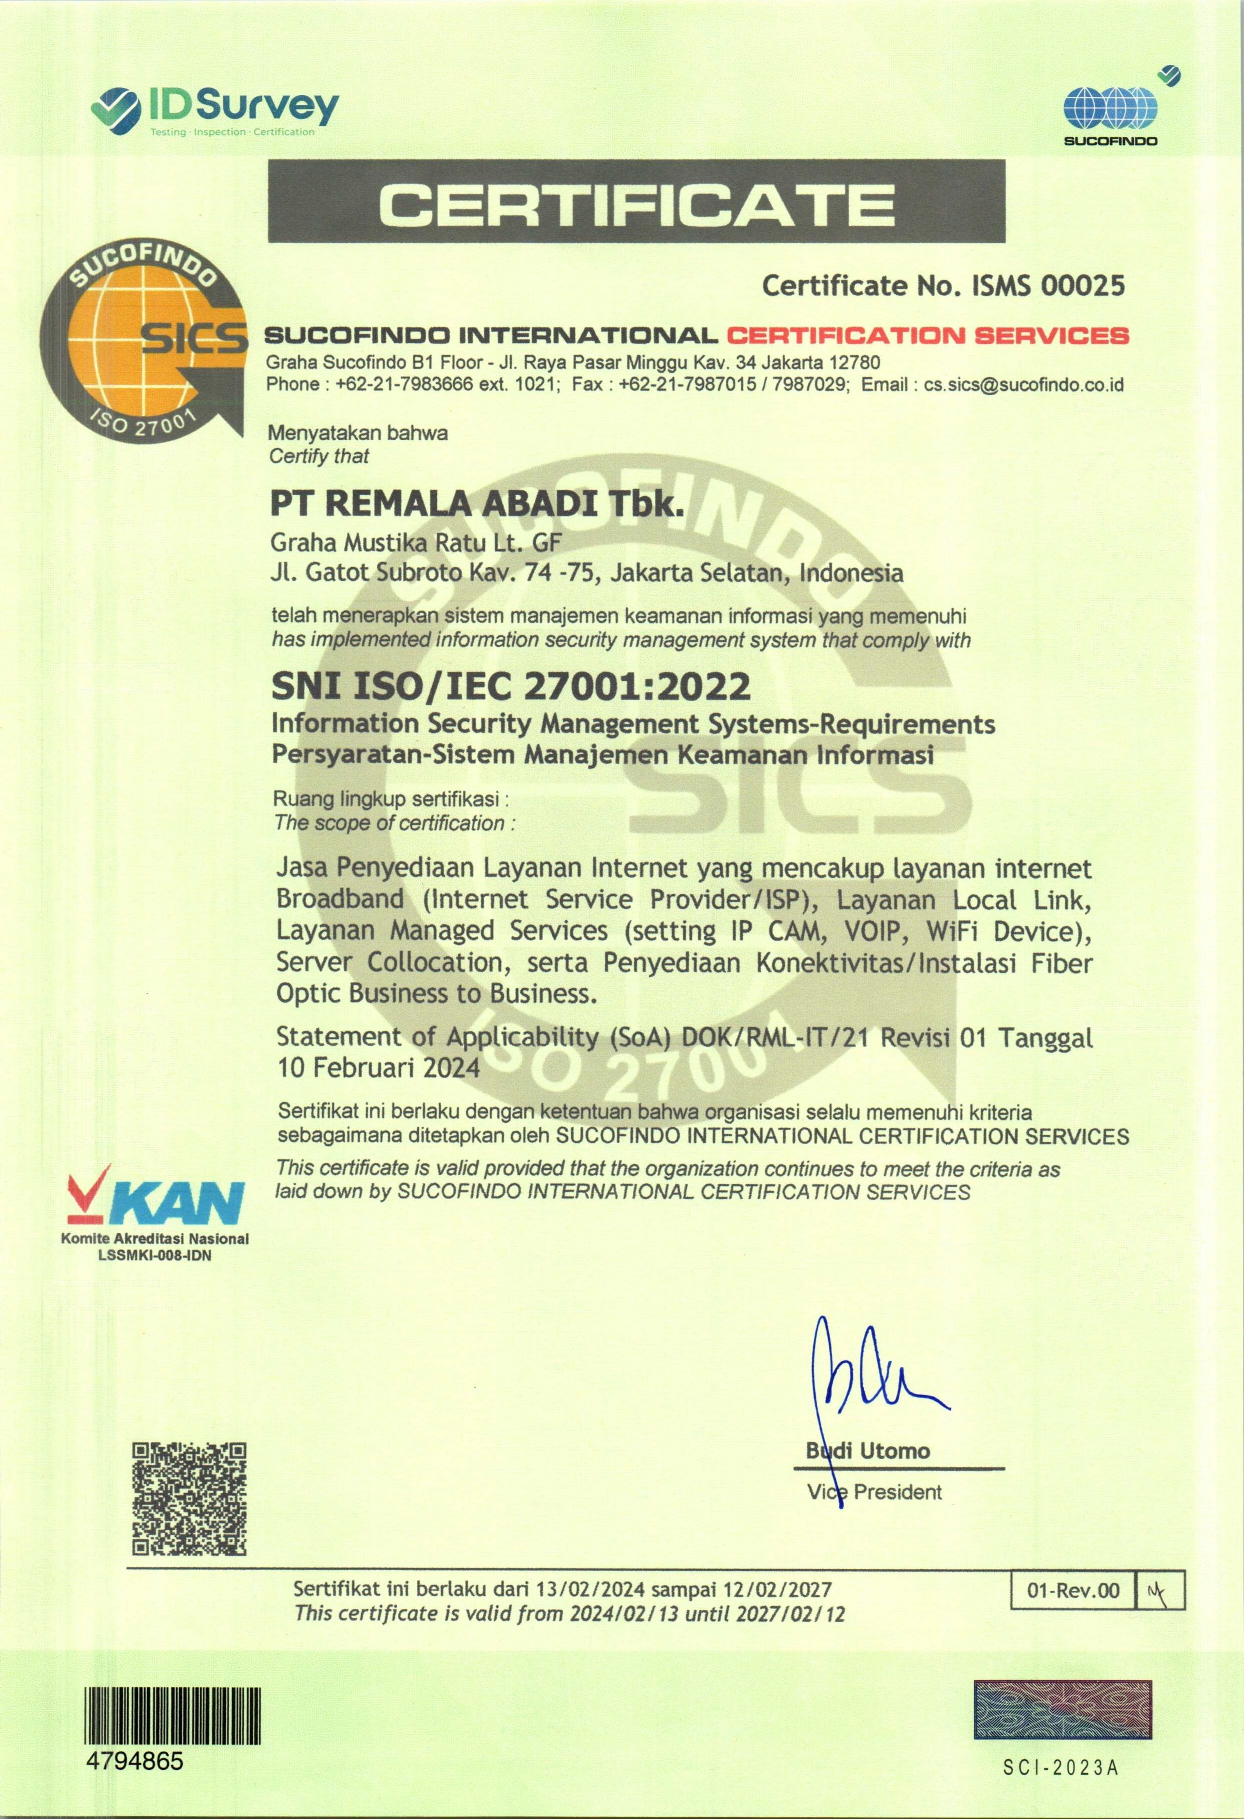 IDSurvey
Testing · Inspection · Certification
SUCOFINDO
CERTIFICATE
SUCOFINDO
SICS
ISO 27001
Certificate No. ISMS 00025
SUCOFINDO INTERNATIONAL CERTIFICATION SERVICES
Graha Sucofindo B1 Floor - Jl. Raya Pasar Minggu Kav. 34 Jakarta 12780
Phone : +62-21-7983666 ext. 1021; Fax : +62-21-7987015 / 7987029; Email : cs.sics@sucofindo.co.id
Menyatakan bahwa
Certify that
PT REMALA ABADI Tbk.
Graha Mustika Ratu Lt. GF
Jl. Gatot Subroto Kav. 74 -75, Jakarta Selatan, Indonesia
telah menerapkan sistem manajemen keamanan informasi yang memenuhi
has implemented information security management system that comply with
SNI ISO/IEC 27001:2022
Information Security Management Systems-Requirements
Persyaratan-Sistem Manajemen Keamanan Informasi
Ruang lingkup sertifikasi :
The scope of certification :
Jasa Penyediaan Layanan Internet yang mencakup layanan internet
Broadband (Internet Service Provider/ISP), Layanan Local Link,
Layanan Managed Services (setting IP CAM, VOIP, WiFi Device),
Server Collocation, serta Penyediaan Konektivitas/Instalasi Fiber
Optic Business to Business.
Statement of Applicability (SoA) DOK/RML-IT/21 Revisi 01 Tanggal
10 Februari 2024
Sertifikat ini berlaku dengan ketentuan bahwa organisasi selalu memenuhi kriteria
sebagaimana ditetapkan oleh SUCOFINDO INTERNATIONAL CERTIFICATION SERVICES
This certificate is valid provided that the organization continues to meet the criteria as
laid down by SUCOFINDO INTERNATIONAL CERTIFICATION SERVICES
SUCOFINDO
SICS
ISO 27001
KAN
Komite Akreditasi Nasional
LSSMKI-008-IDN
Budi Utomo
Vice President
Sertifikat ini berlaku dari 13/02/2024 sampai 12/02/2027
This certificate is valid from 2024/02/13 until 2027/02/12
01-Rev.00
4794865
SCI-2023A